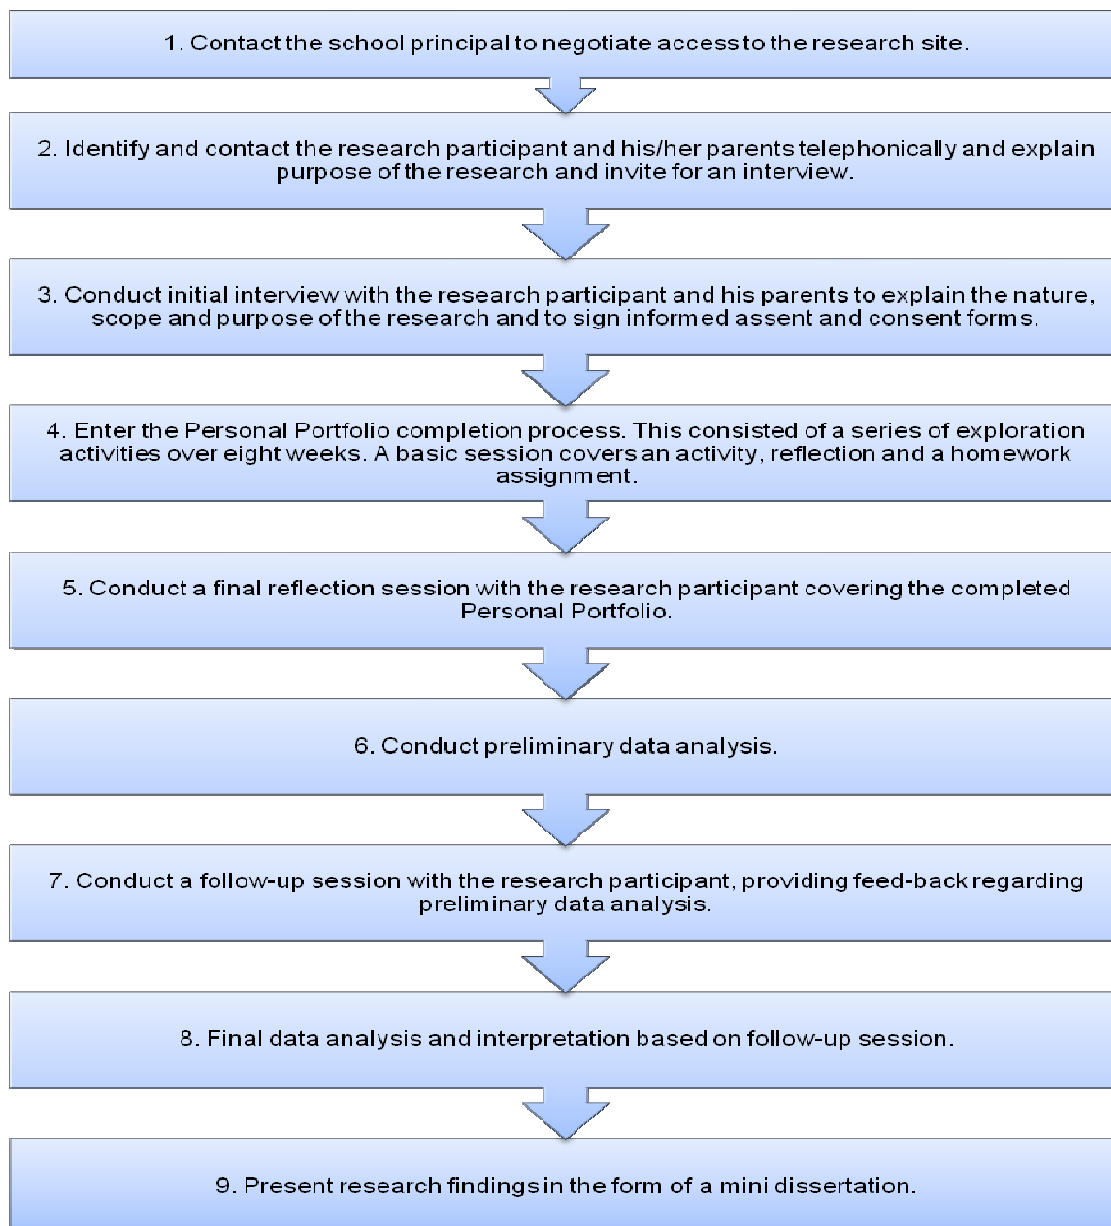 1. Contact the school principal to negotiate access to the research site.
2. Identify and contact the research participant and his/her parents telephonically and explain
purpose of the research and invite for an interview.
3. Conduct initial interview with the research participant and his parents to explain the nature,
scope and purpose of the research and to sign informed assent and consent forms.
4. Enter the Personal Portfolio completion process. This consisted of a series of exploration
activities over eight weeks. A basic session covers an activity, reflection and a homework
assignment.
5. Conduct a final reflection session with the research participant covering the completed
Personal Portfolio.
6. Conduct preliminary data analysis.
7. Conduct a follow-up session with the research participant, providing feed-back regarding
preliminary data analysis.
8. Final data analysis and interpretation based on follow-up session.
9. Present research findings in the form of a mini dissertation.